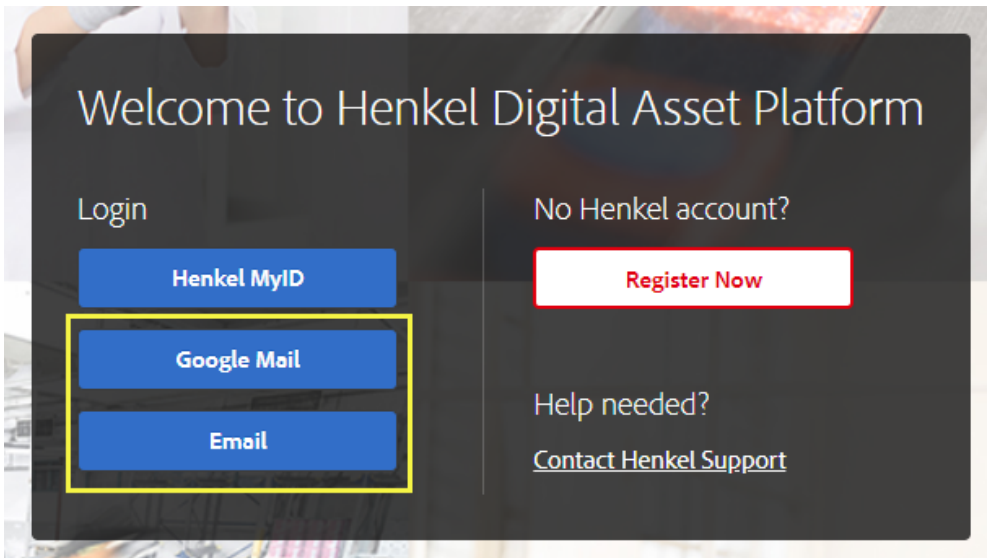 Welcome to Henkel Digital Asset Platform
Login
Henkel MyID
Google Mail
Email
No Henkel account?
Register Now
Help needed?
Contact Henkel Support